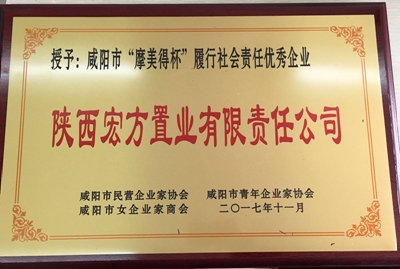 授予：咸阳市“摩美得杯”履行社会责任优秀企业
陕西宏方置业有限责任公司
咸阳市民营企业家协会 咸阳市青年企业家协会
咸阳市女企业家商会 二〇一七年十一月